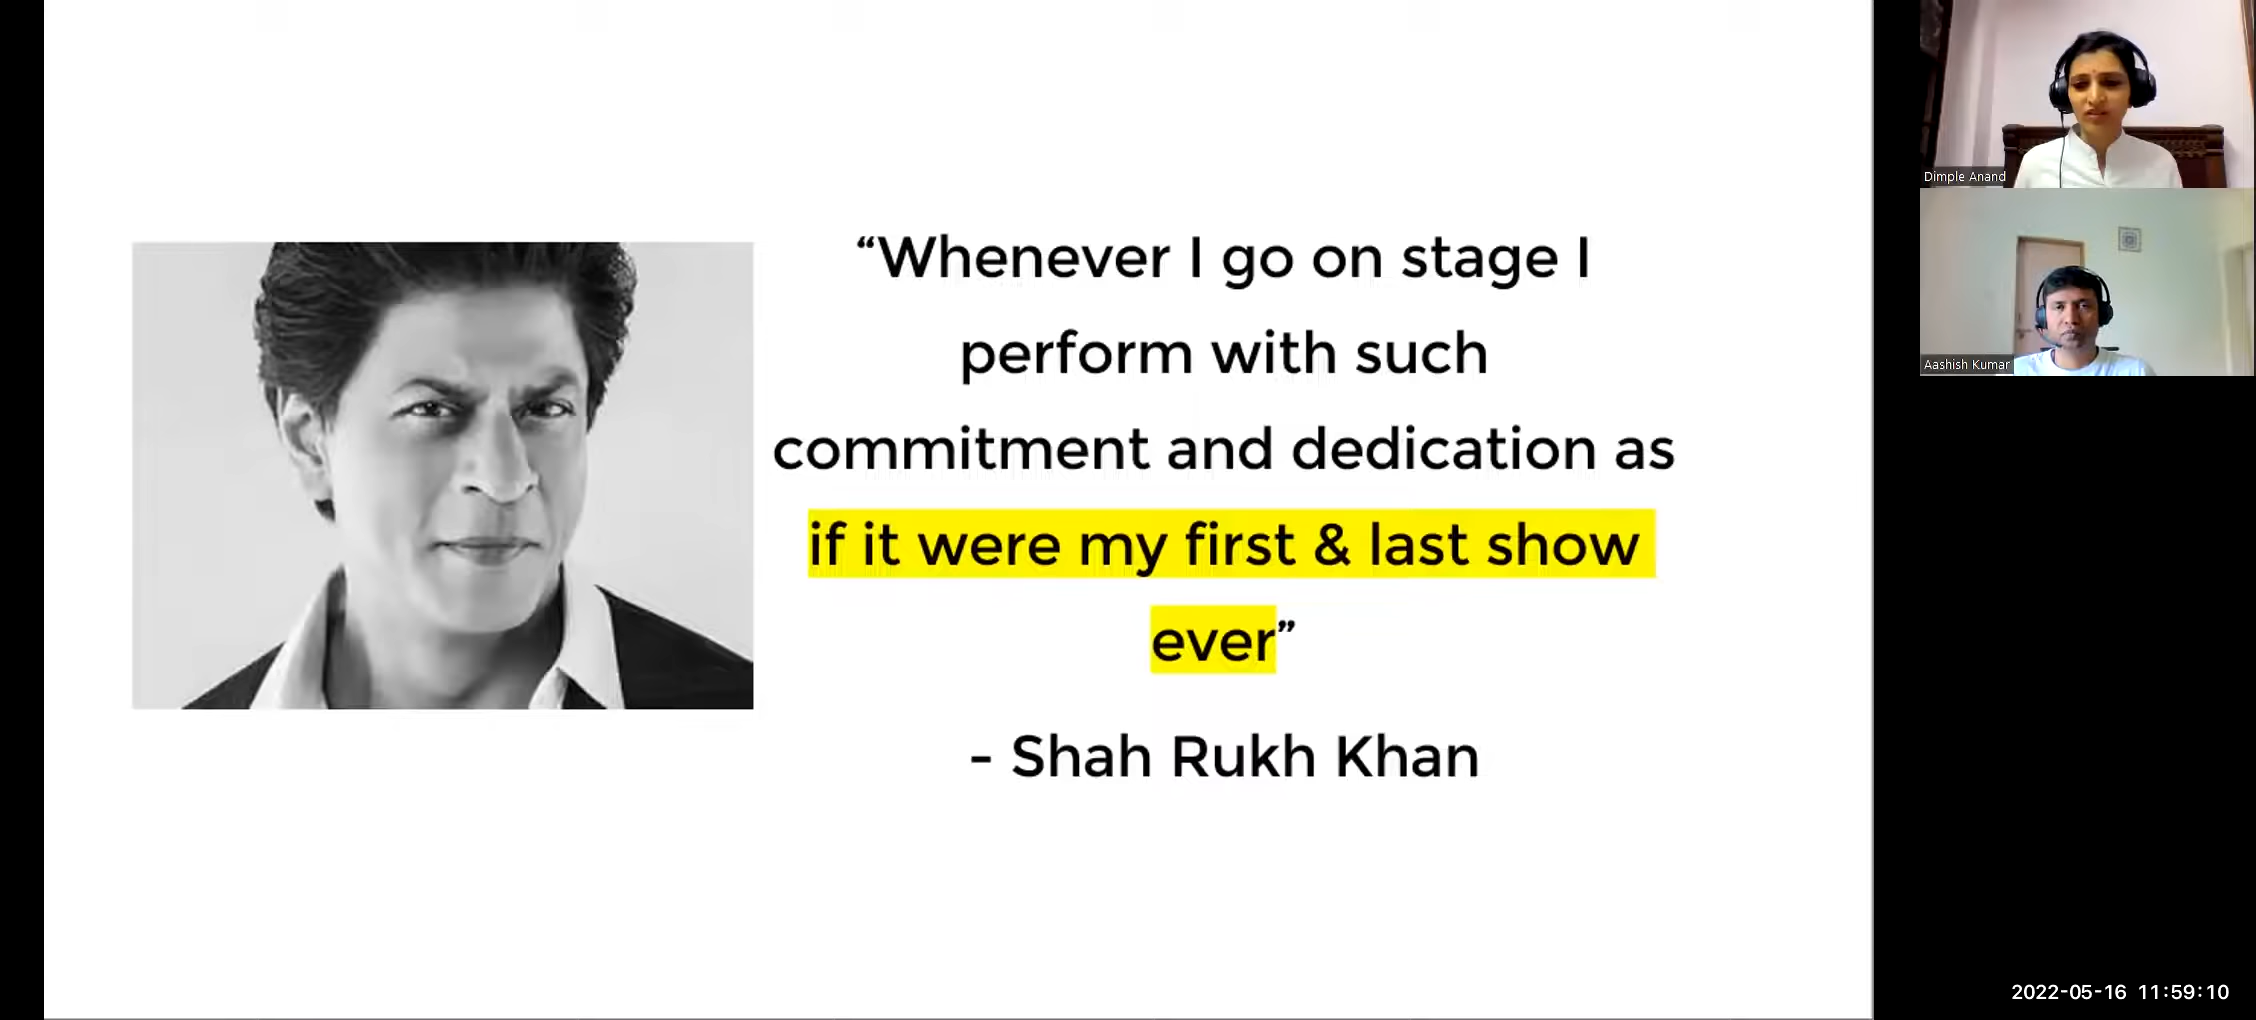 “Whenever I go on stage I
perform with such
commitment and dedication as
if it were my first & last show
ever”
- Shah Rukh Khan
Dimple Anand
Aashish Kumar
2022-05-16 11:59:10